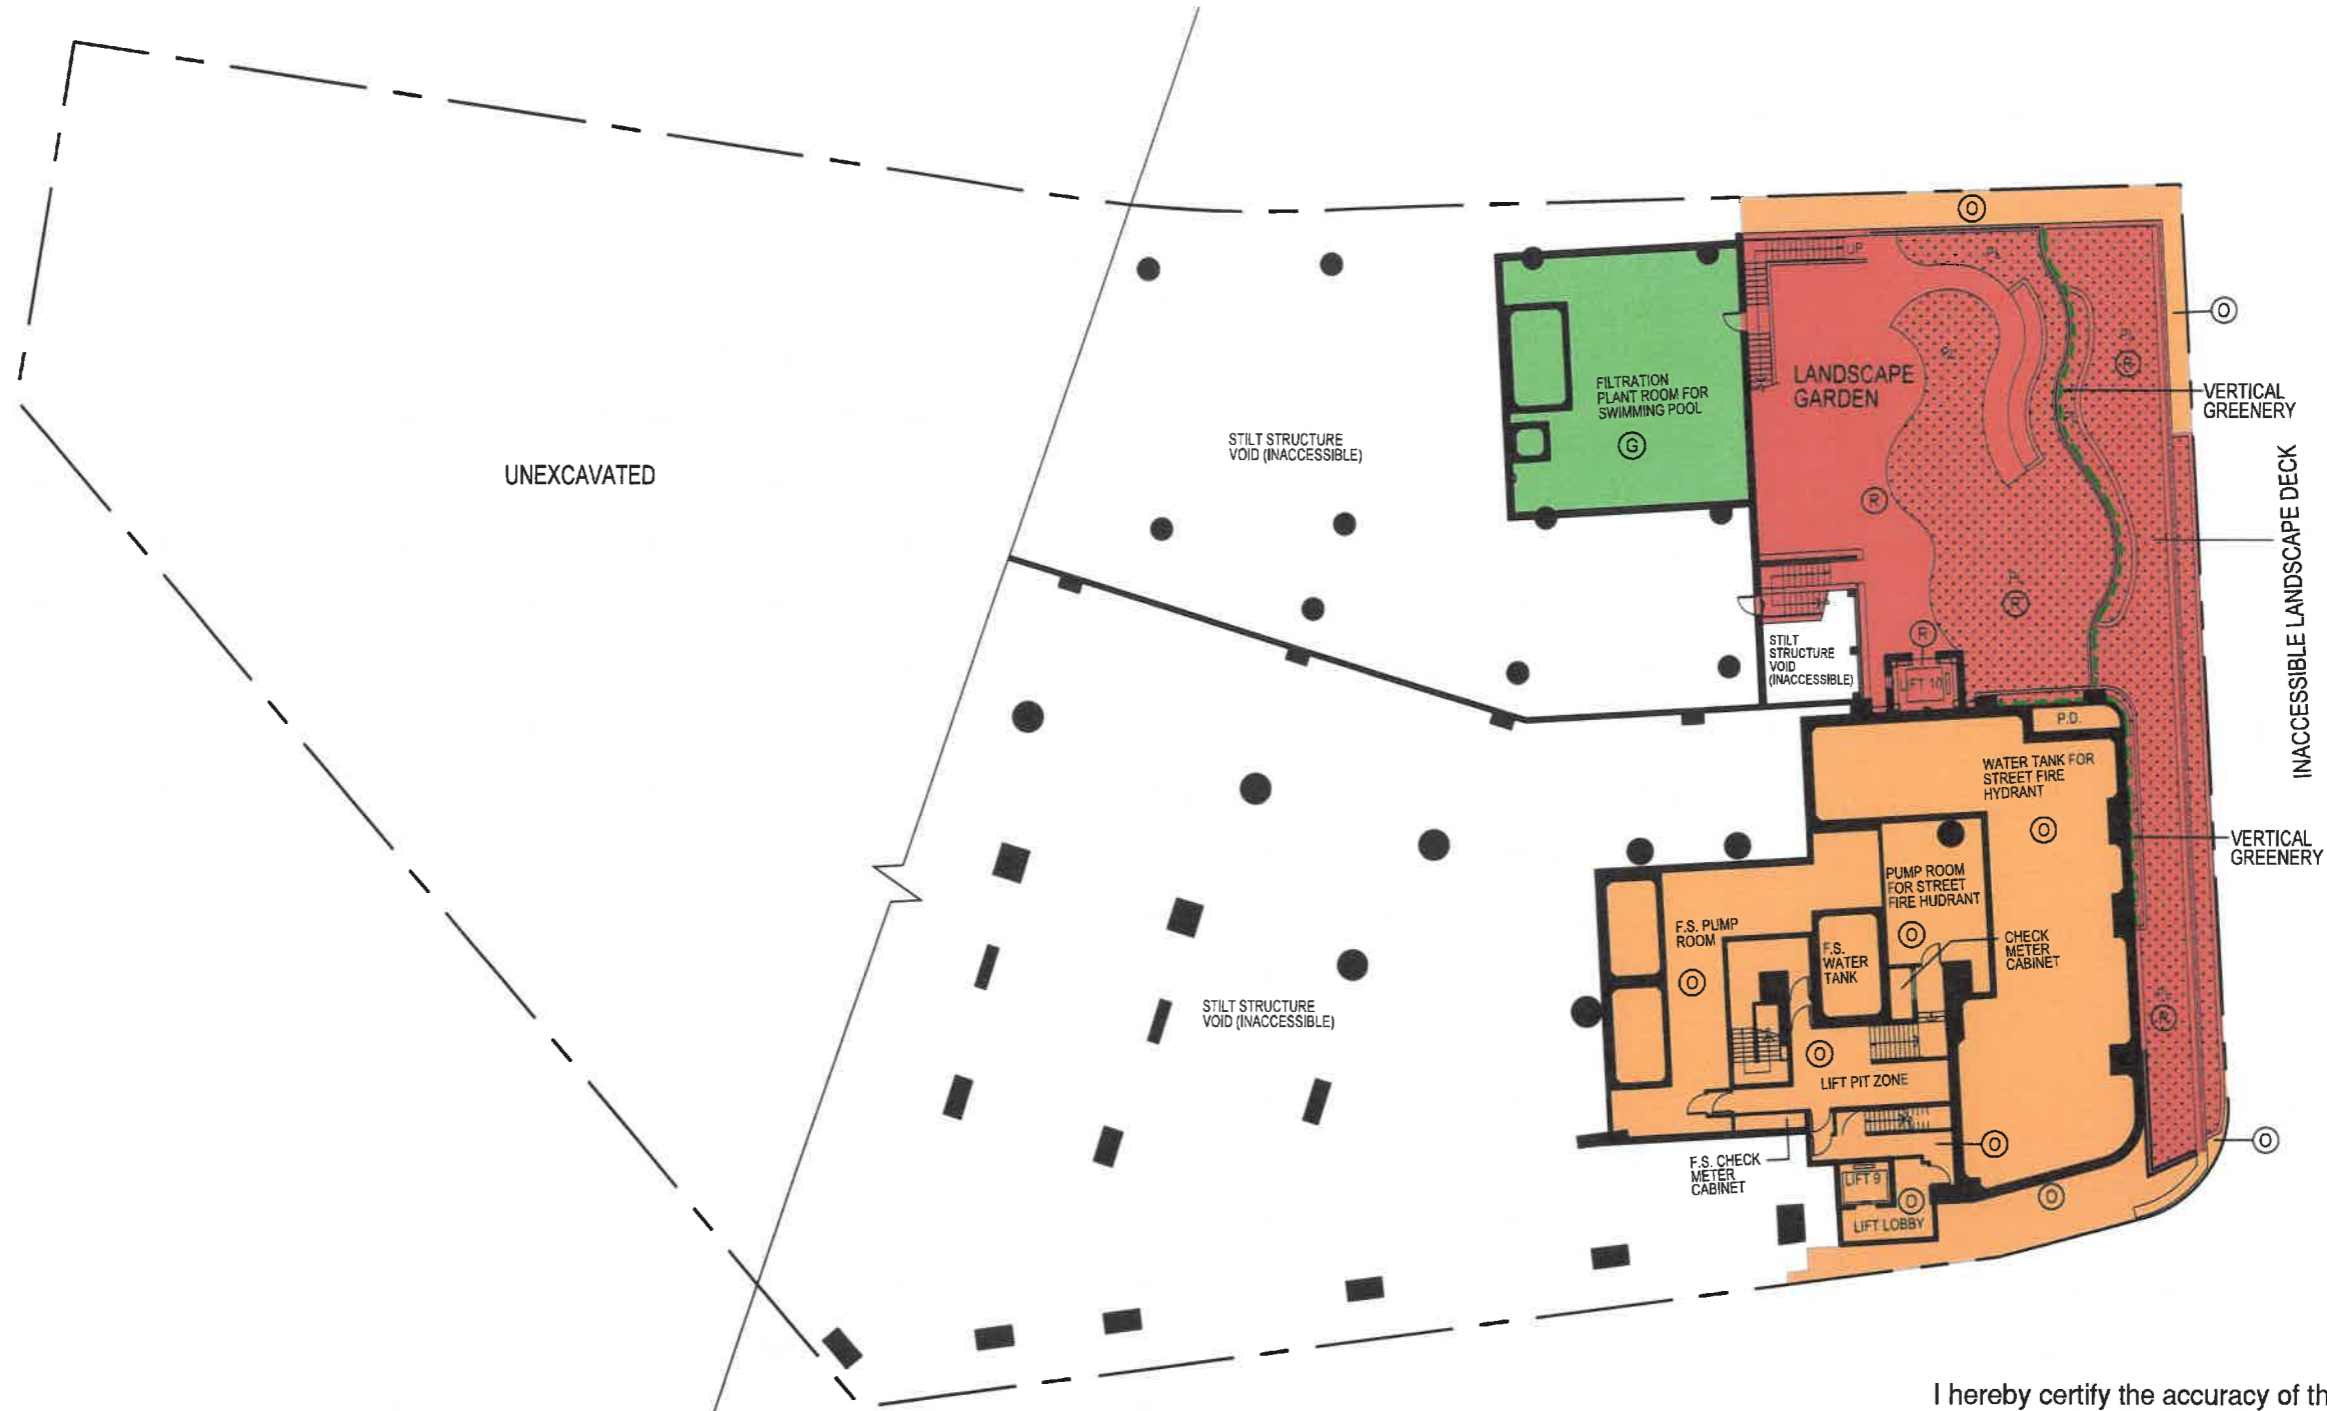 UNEXCAVATED
STILT STRUCTURE
VOID (INACCESSIBLE)
FILTRATION
PLANT ROOM FOR
SWIMMING POOL
G
O
UP
PL
LANDSCAPE
GARDEN
PL
PL
R
O
VERTICAL
GREENERY
INACCESSIBLE LANDSCAPE DECK
R
R
R
STILT
STRUCTURE
VOID
(INACCESSIBLE)
LIFT 10
P.D.
WATER TANK FOR
STREET FIRE
HYDRANT
O
VERTICAL
GREENERY
PUMP ROOM
FOR STREET
FIRE HUDRANT
O
F.S. PUMP
ROOM
O
F.S.
WATER
TANK
CHECK
METER
CABINET
STILT STRUCTURE
VOID (INACCESSIBLE)
R
O
LIFT PIT ZONE
O
O
F.S. CHECK
METER
CABINET
LIFT 9
O
O
LIFT LOBBY
I hereby certify the accuracy of th